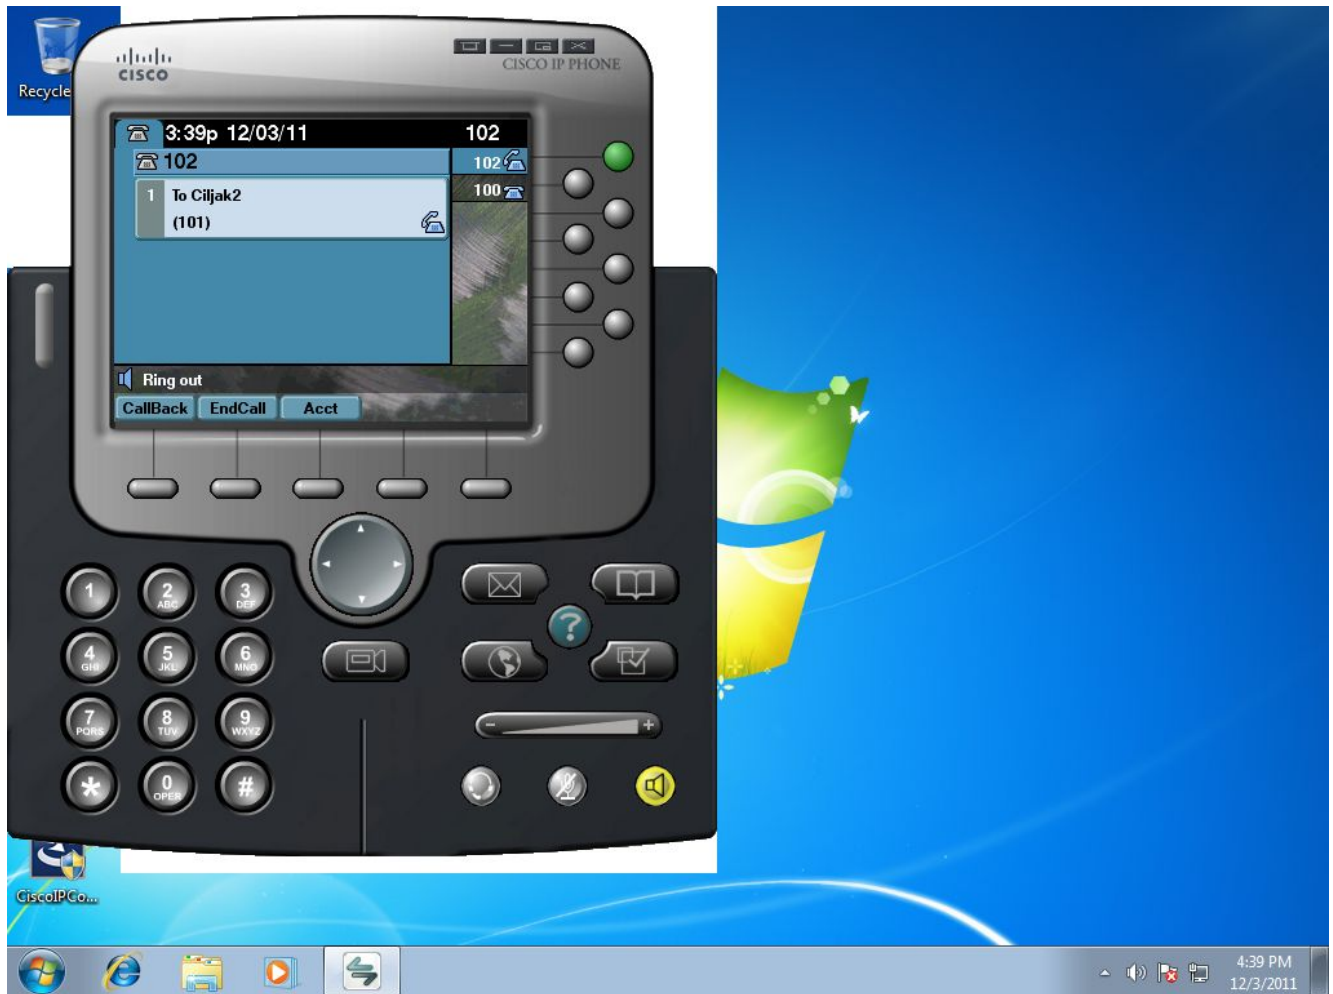 CISCO
CISCO IP PHONE
Recycle
3:39p 12/03/11
102
102
102
100
1 To Ciljak2
(101)
Ring out
CallBack EndCall Acct
1
2
ABC
3
DEF
4
GHI
5
JKL
6
MNO
?
7
PQRS
8
TUV
9
WXYZ
- +
*
0
OPER
#
CiscoIPCo...
4:39 PM
12/3/2011